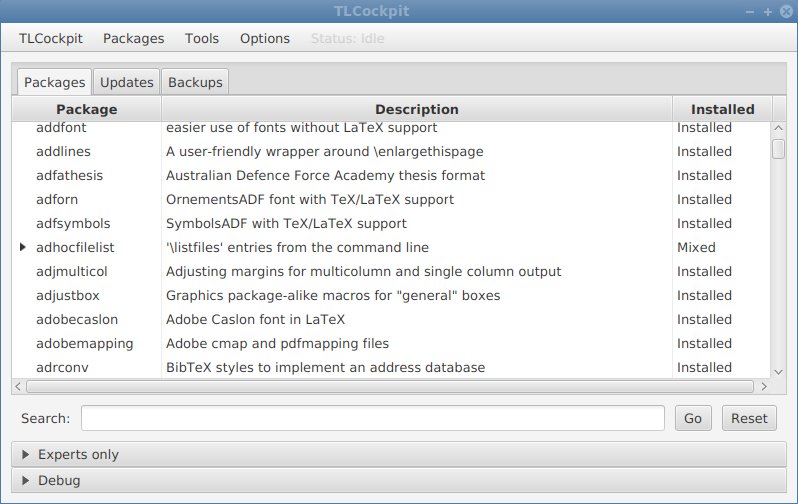 TLCockpit
TLCockpit Packages Tools Options Status: Idle
Packages Updates Backups
Package Description Installed
addfont easier use of fonts without LaTeX support Installed
addlines A user-friendly wrapper around \enlargethispage Installed
adfathesis Australian Defence Force Academy thesis format Installed
adforn OrnementsADF font with TeX/LaTeX support Installed
adfsymbols SymbolsADF with TeX/LaTeX support Installed
adhocfilelist '\listfiles' entries from the command line Mixed
adjmulticol Adjusting margins for multicolumn and single column output Installed
adjustbox Graphics package-alike macros for "general" boxes Installed
adobecaslon Adobe Caslon font in LaTeX Installed
adobemapping Adobe cmap and pdfmapping files Installed
adrconv BibTeX styles to implement an address database Installed
Search: Go Reset
Experts only
Debug